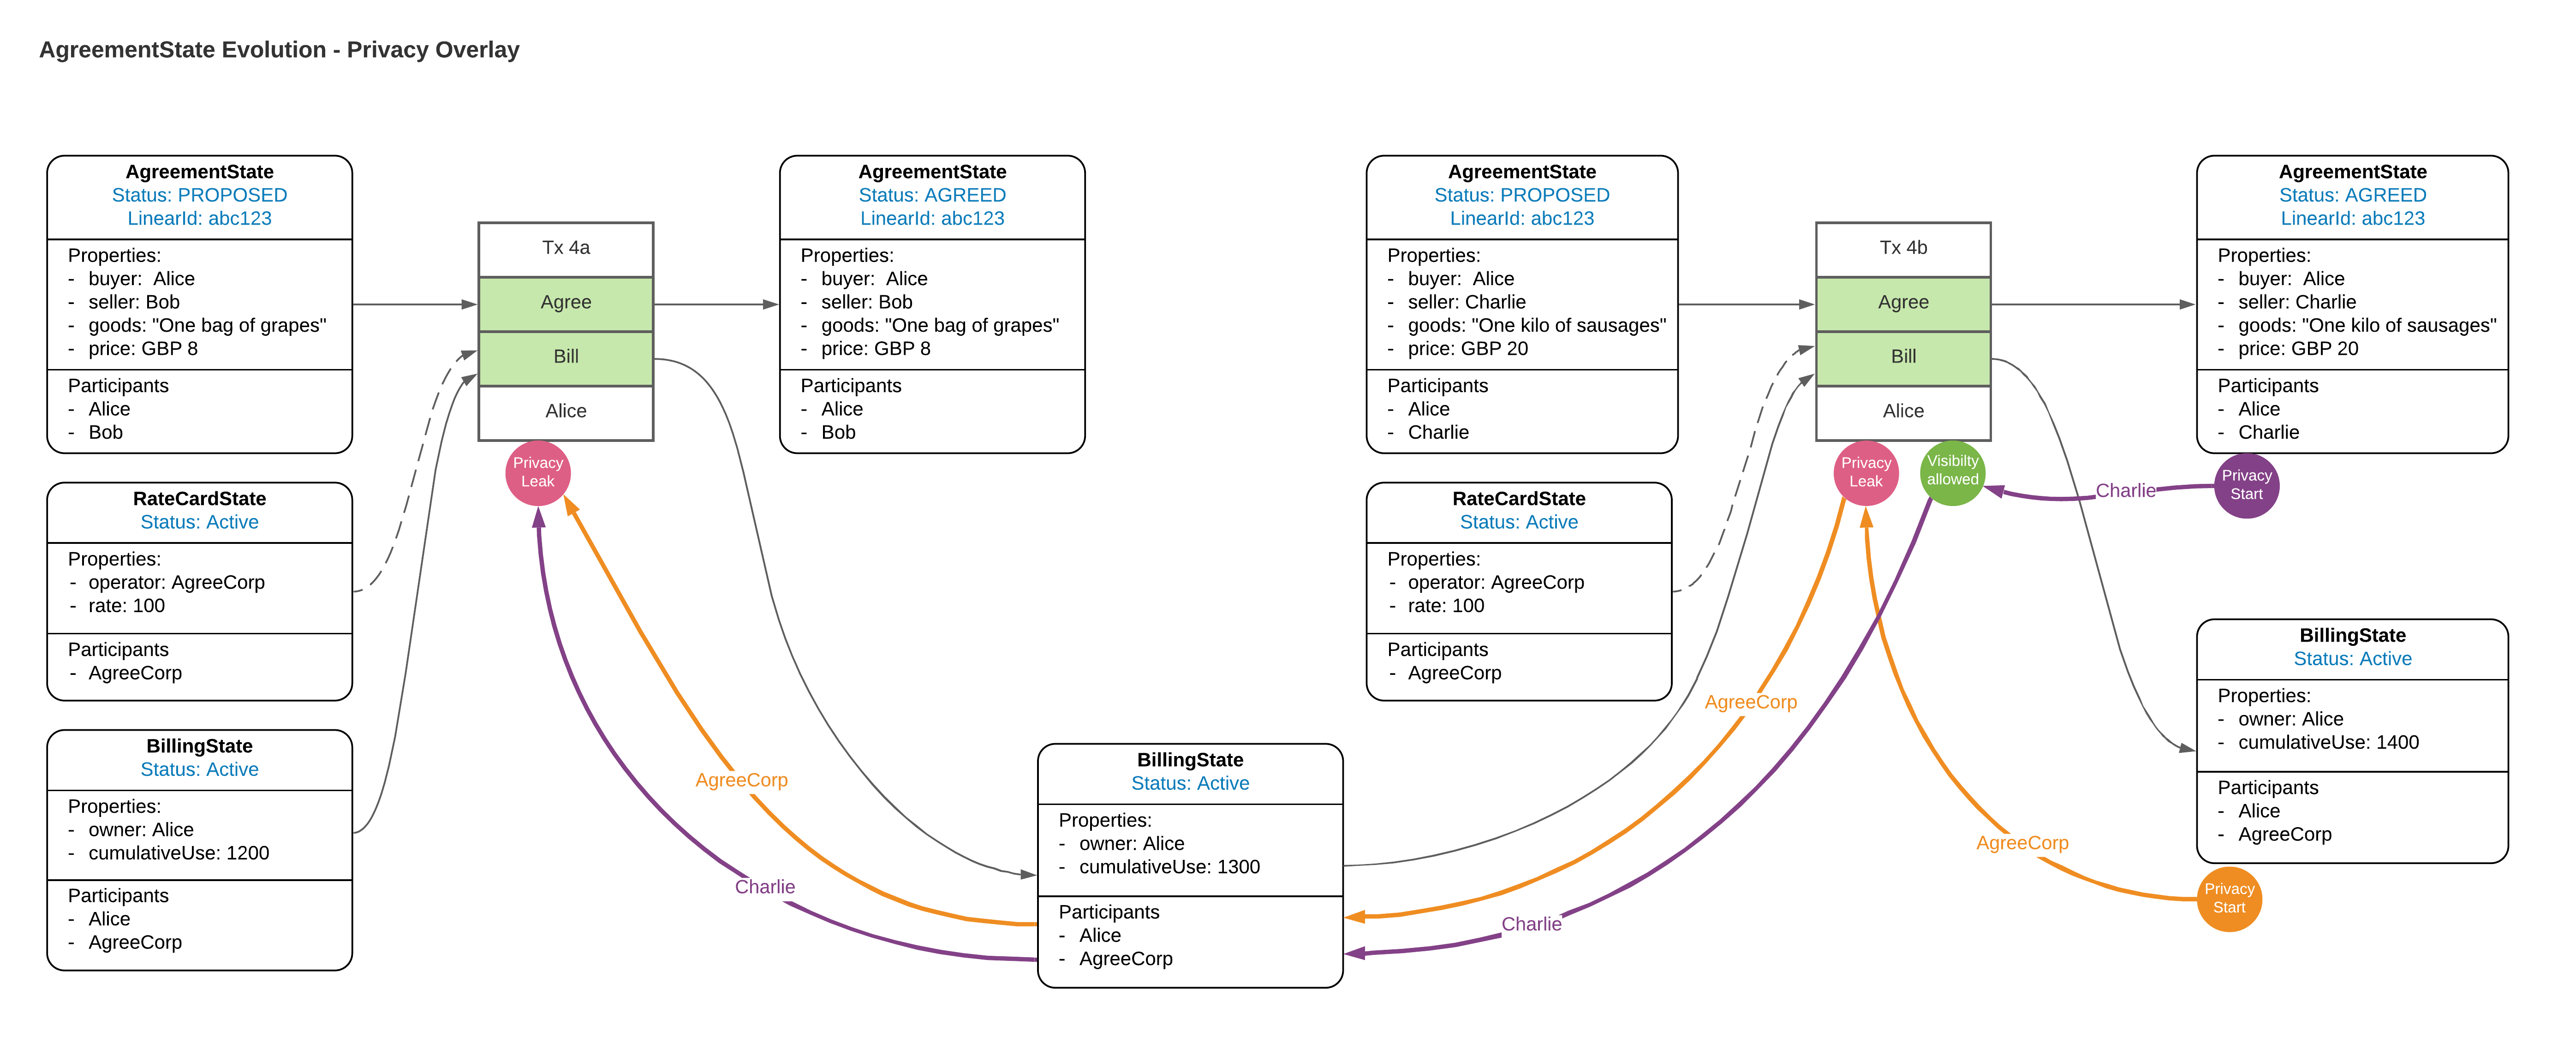 AgreementState Evolution - Privacy Overlay
AgreementState
Status: PROPOSED
LinearId: abc123
Properties:
- buyer: Alice
- seller: Bob
- goods: "One bag of grapes"
- price: GBP 8
Participants
- Alice
- Bob
RateCardState
Status: Active
Properties:
- operator: AgreeCorp
- rate: 100
Participants
- AgreeCorp
BillingState
Status: Active
Properties:
- owner: Alice
- cumulativeUse: 1200
Participants
- Alice
- AgreeCorp
Tx 4a
Agree
Bill
Alice
Privacy
Leak
AgreementState
Status: AGREED
LinearId: abc123
Properties:
- buyer: Alice
- seller: Bob
- goods: "One bag of grapes"
- price: GBP 8
Participants
- Alice
- Bob
AgreeCorp
Charlie
BillingState
Status: Active
Properties:
- owner: Alice
- cumulativeUse: 1300
Participants
- Alice
- AgreeCorp
AgreementState
Status: PROPOSED
LinearId: abc123
Properties:
- buyer: Alice
- seller: Charlie
- goods: "One kilo of sausages"
- price: GBP 20
Participants
- Alice
- Charlie
RateCardState
Status: Active
Properties:
- operator: AgreeCorp
- rate: 100
Participants
- AgreeCorp
Tx 4b
Agree
Bill
Alice
Privacy
Leak
Visibilty
allowed
AgreeCorp
Charlie
Charlie
AgreeCorp
AgreementState
Status: AGREED
LinearId: abc123
Properties:
- buyer: Alice
- seller: Charlie
- goods: "One kilo of sausages"
- price: GBP 20
Participants
- Alice
- Charlie
Privacy
Start
BillingState
Status: Active
Properties:
- owner: Alice
- cumulativeUse: 1400
Participants
- Alice
- AgreeCorp
Privacy
Start